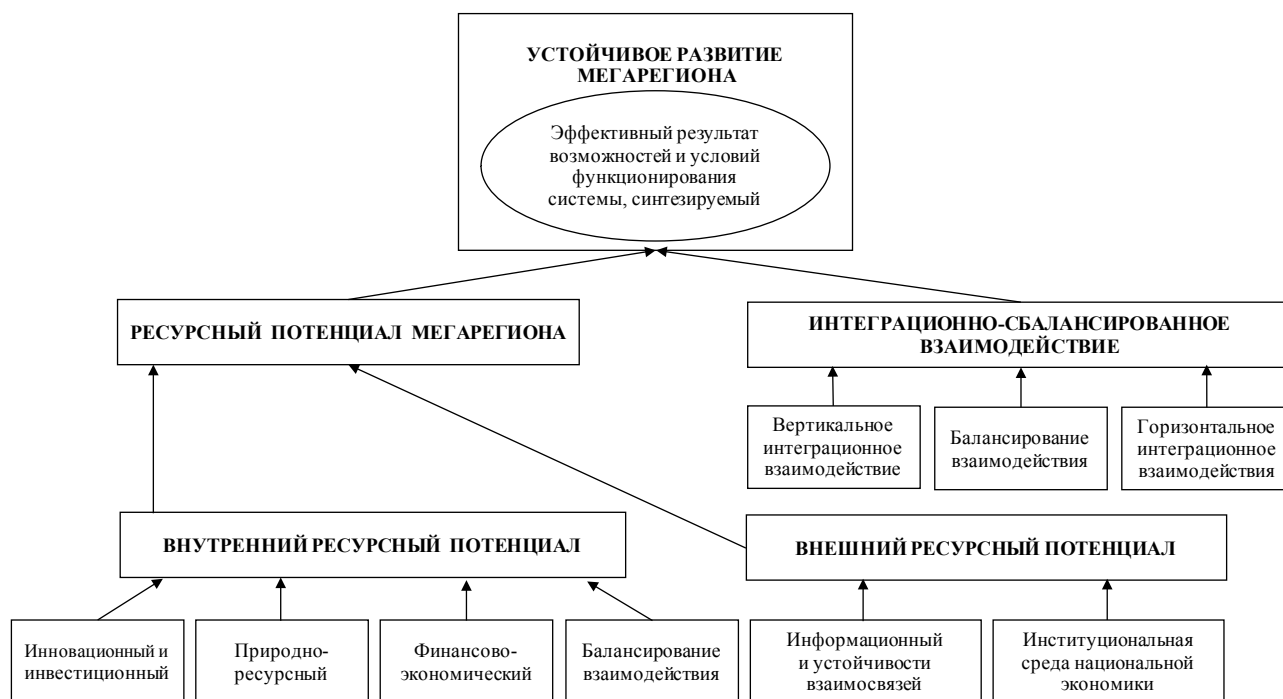 УСТОЙЧИВОЕ РАЗВИТИЕ
МЕГАРЕГИОНА
Эффективный результат
возможностей и условий
функционирования
системы, синтезируемый
РЕСУРСНЫЙ ПОТЕНЦИАЛ МЕГАРЕГИОНА
ИНТЕГРАЦИОННО-СБАЛАНСИРОВАННОЕ
ВЗАИМОДЕЙСТВИЕ
Вертикальное
интеграционное
взаимодействие
Балансирование
взаимодействия
Горизонтальное
интеграционное
взаимодействия
ВНУТРЕННИЙ РЕСУРСНЫЙ ПОТЕНЦИАЛ
ВНЕШНИЙ РЕСУРСНЫЙ ПОТЕНЦИАЛ
Инновационный и
инвестиционный
Природно-
ресурсный
Финансово-
экономический
Балансирование
взаимодействия
Информационный
и устойчивости
взаимосвязей
Институциональная
среда национальной
экономики